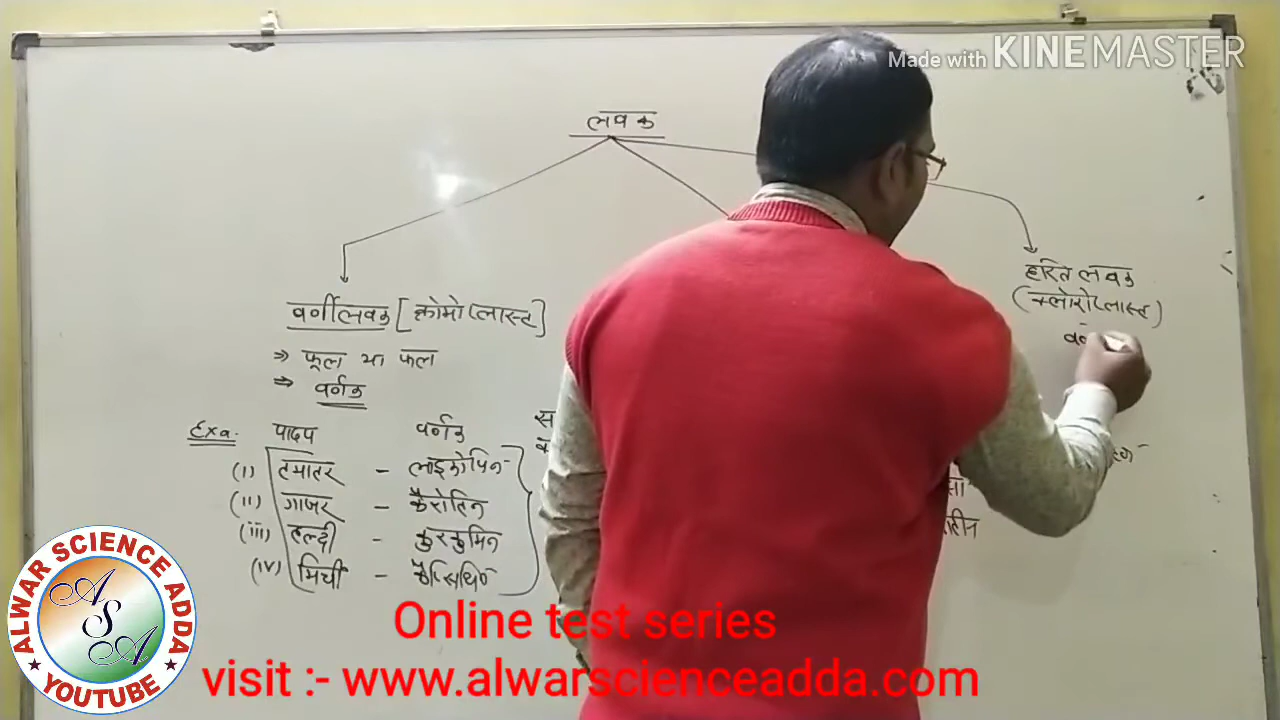 Made with KINEMASTER
लवक
हरित लवक
(क्लोरोप्लास्ट)
वर्णीलवक [क्रोमोप्लास्ट]
⇒ फूल या फल
⇒ वर्णक
Exa. पादप वर्णक
(i) टमाटर - लाइकोपिन
(ii) गाजर - कैरोटिन
(iii) हल्दी - कुरकुमिन
(iv) मिर्ची - कैप्सिथिन
ALWAR SCIENCE ADDA
ASA
YOUTUBE
Online test series
visit :- www.alwarscienceadda.com